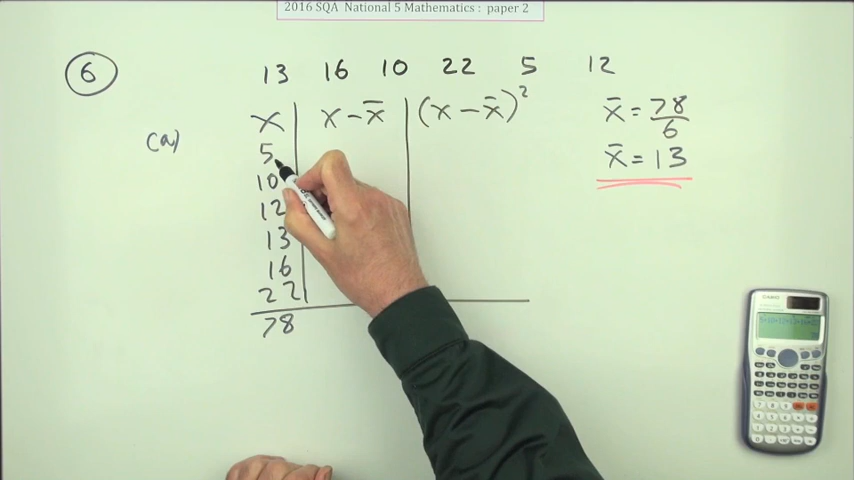 2016 SQA National 5 Mathematics : paper 2
6 13 16 10 22 5 12
x x - x̄ (x - x̄)² x̄ = 78/6
(a) 5 x̄ = 13
10
12
13
16
22
78